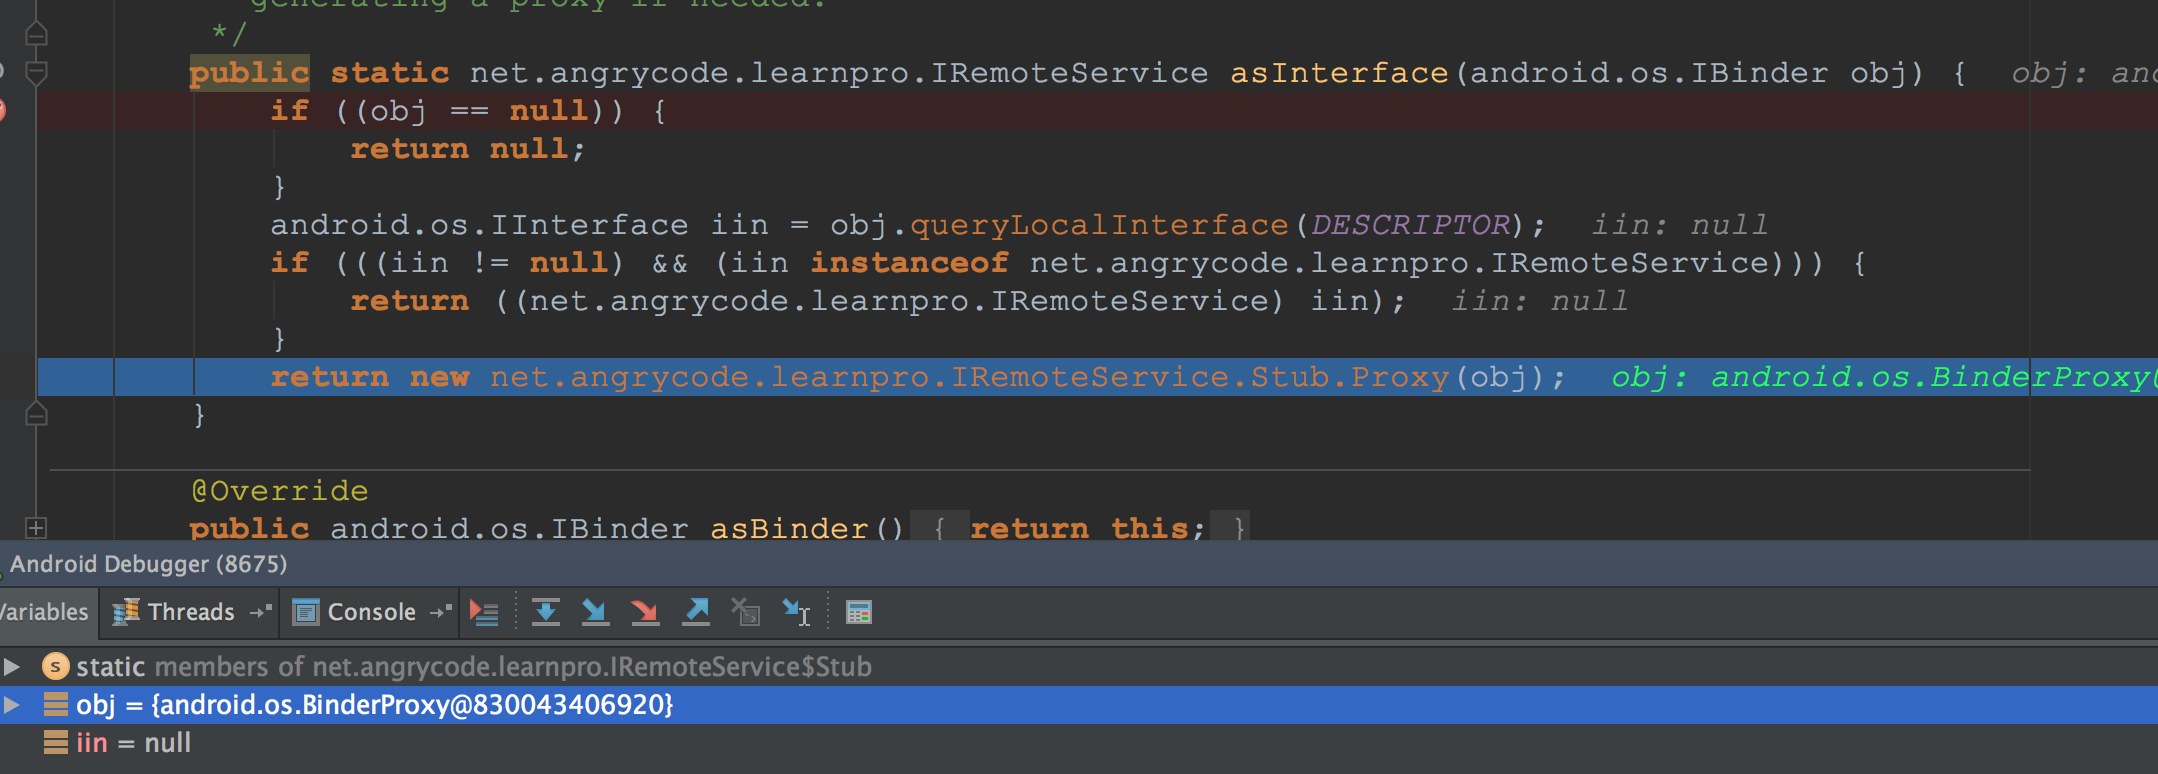 generating a proxy if needed.
*/
public static net.angrycode.learnpro.IRemoteService asInterface(android.os.IBinder obj) { obj:
if ((obj == null)) {
return null;
}
android.os.IInterface iin = obj.queryLocalInterface(DESCRIPTOR); iin: null
if (((iin != null) && (iin instanceof net.angrycode.learnpro.IRemoteService))) {
return ((net.angrycode.learnpro.IRemoteService) iin); iin: null
}
return new net.angrycode.learnpro.IRemoteService.Stub.Proxy(obj); obj: android.os.BinderProxy
}
@Override
public android.os.IBinder asBinder() { return this; }
Android Debugger (8675)
Variables Threads Console
static members of net.angrycode.learnpro.IRemoteService$Stub
obj = {android.os.BinderProxy@830043406920}
iin = null